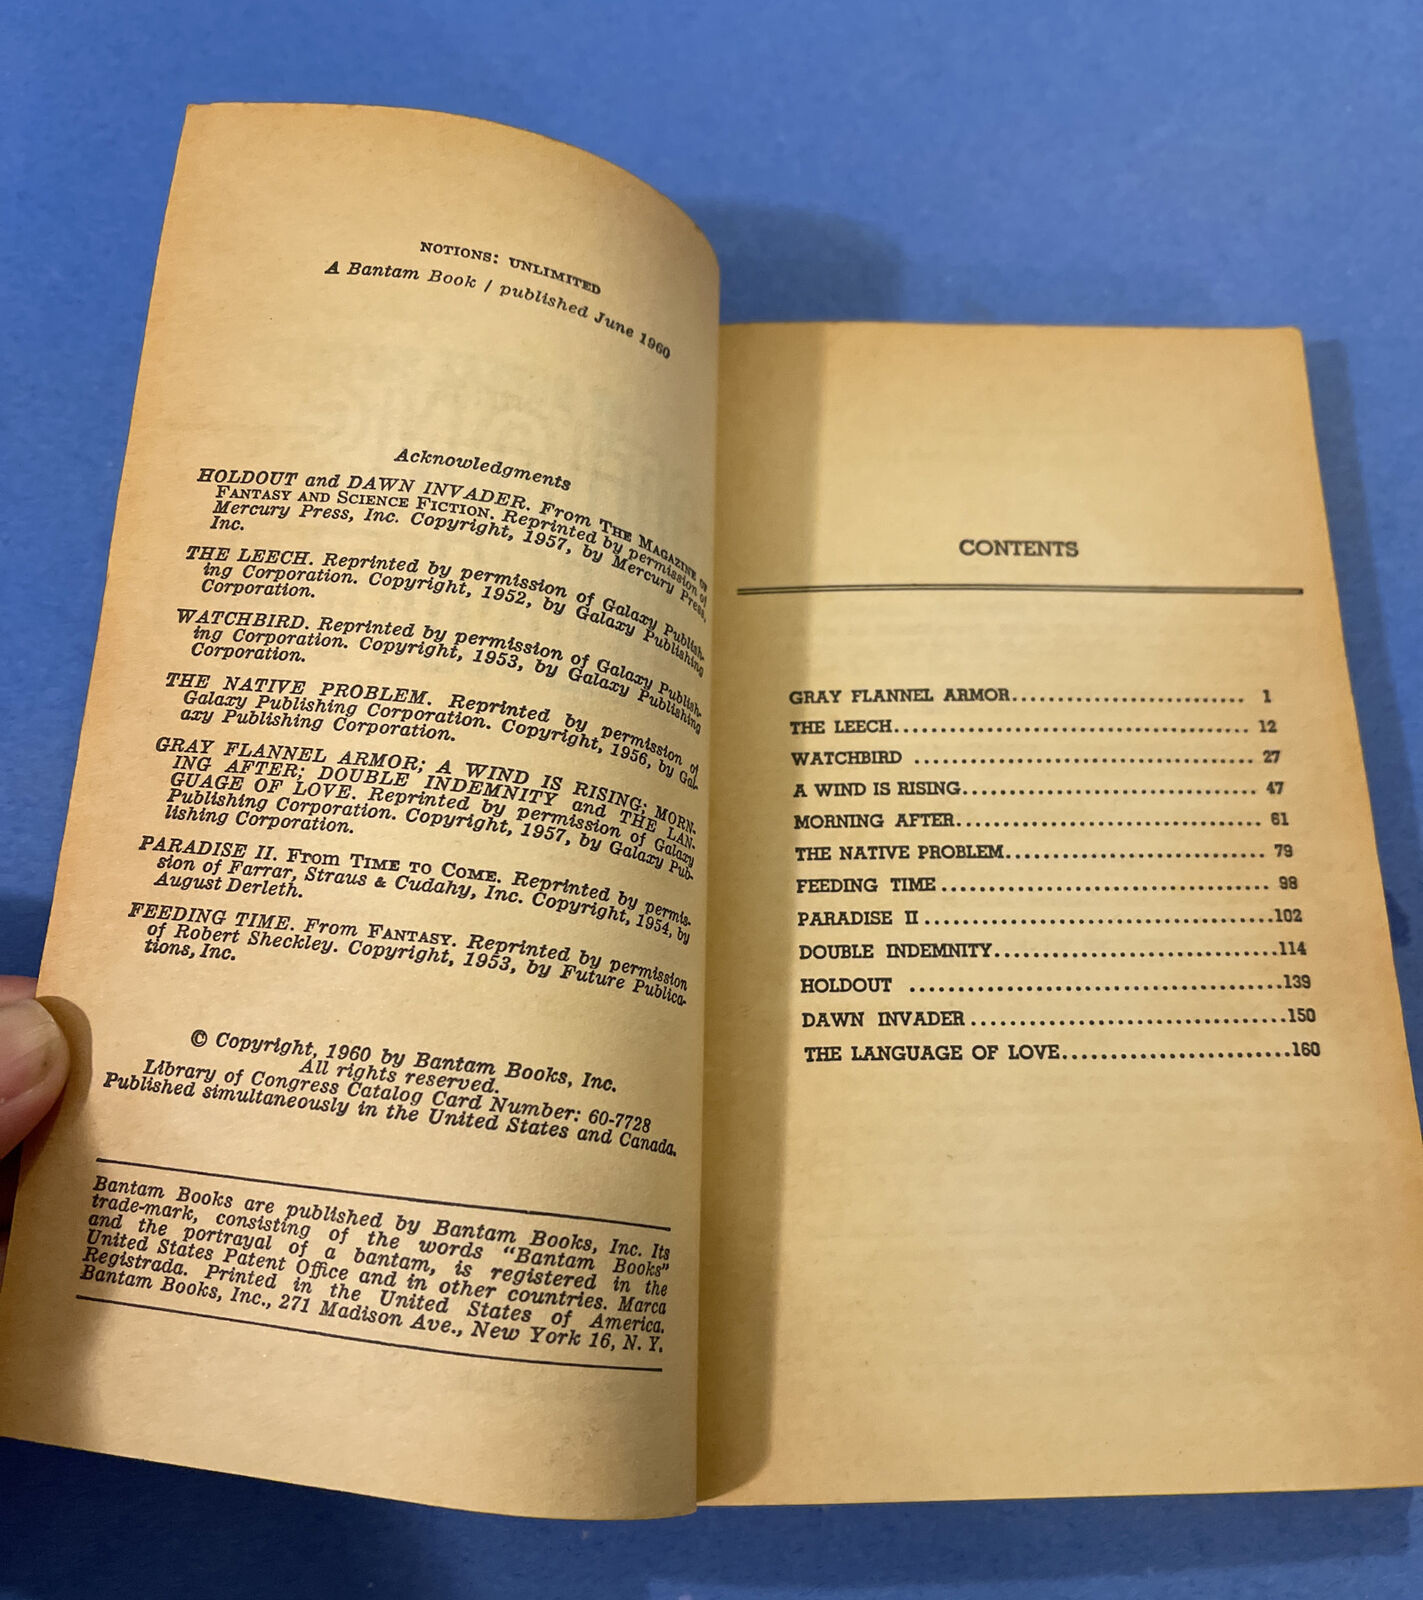 NOTIONS: UNLIMITED
A Bantam Book / published June 1960
Acknowledgments
HOLDOUT and DAWN INVADER. From THE MAGAZINE OF
FANTASY AND SCIENCE FICTION. Reprinted by permission of
Mercury Press, Inc. Copyright, 1957, by Mercury Press,
Inc.
THE LEECH. Reprinted by permission of Galaxy Publish-
ing Corporation. Copyright, 1952, by Galaxy Publishing
Corporation.
WATCHBIRD. Reprinted by permission of Galaxy Publish-
ing Corporation. Copyright, 1953, by Galaxy Publishing
Corporation.
THE NATIVE PROBLEM. Reprinted by permission of
Galaxy Publishing Corporation. Copyright, 1956, by Gal-
axy Publishing Corporation.
GRAY FLANNEL ARMOR; A WIND IS RISING; MORN-
ING AFTER; DOUBLE INDEMNITY and THE LAN-
GUAGE OF LOVE. Reprinted by permission of Galaxy
Publishing Corporation. Copyright, 1957, by Galaxy Pub-
lishing Corporation.
PARADISE II. From TIME TO COME. Reprinted by permis-
sion of Farrar, Straus & Cudahy, Inc. Copyright, 1954, by
August Derleth.
FEEDING TIME. From FANTASY. Reprinted by permission
of Robert Sheckley. Copyright, 1953, by Future Publica-
tions, Inc.
© Copyright, 1960 by Bantam Books, Inc.
All rights reserved.
Library of Congress Catalog Card Number: 60-7728
Published simultaneously in the United States and Canada.
Bantam Books are published by Bantam Books, Inc. Its
trade-mark, consisting of the words "Bantam Books"
and the portrayal of a bantam, is registered in the
United States Patent Office and in other countries. Marca
Registrada. Printed in the United States of America.
Bantam Books, Inc., 271 Madison Ave., New York 16, N. Y.
CONTENTS
GRAY FLANNEL ARMOR.......................... 1
THE LEECH........................................ 12
WATCHBIRD ...................................... 27
A WIND IS RISING................................. 47
MORNING AFTER.................................. 61
THE NATIVE PROBLEM............................. 79
FEEDING TIME..................................... 98
PARADISE II.......................................102
DOUBLE INDEMNITY................................114
HOLDOUT ..........................................139
DAWN INVADER...................................150
THE LANGUAGE OF LOVE..........................160